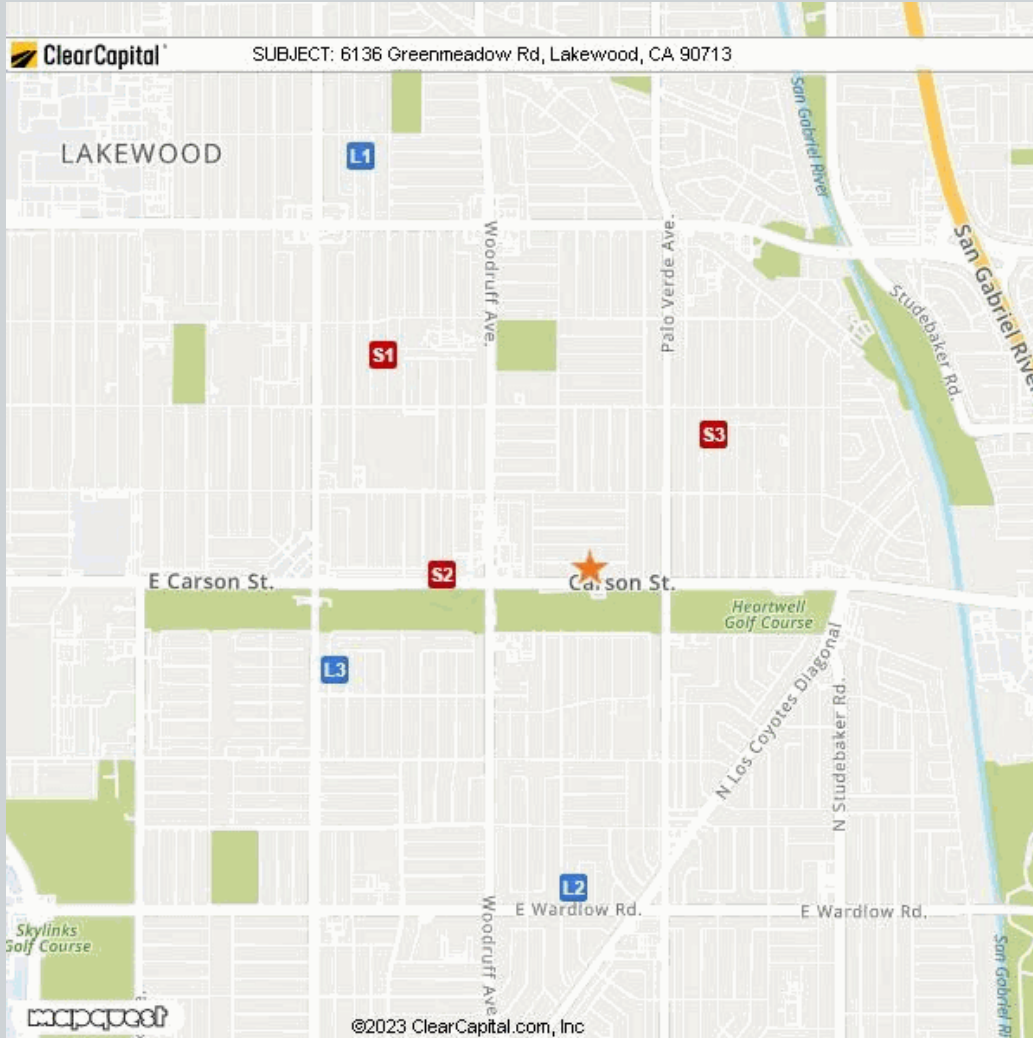 ClearCapital
SUBJECT: 6136 Greenmeadow Rd, Lakewood, CA 90713
San Gabriel River
LAKEWOOD
L1
Woodruff Ave.
Palo Verde Ave.
San Gabriel River
Studebaker Rd.
S1
S3
S2
E Carson St.
Carson St.
Heartwell
Golf Course
L3
N Los Coyotes Diagonal
N Studebaker Rd.
L2
E Wardlow Rd.
E Wardlow Rd.
Woodruff Ave
Skylinks
Golf Course
San Gabriel Ri
mapquest
©2023 ClearCapital.com, Inc